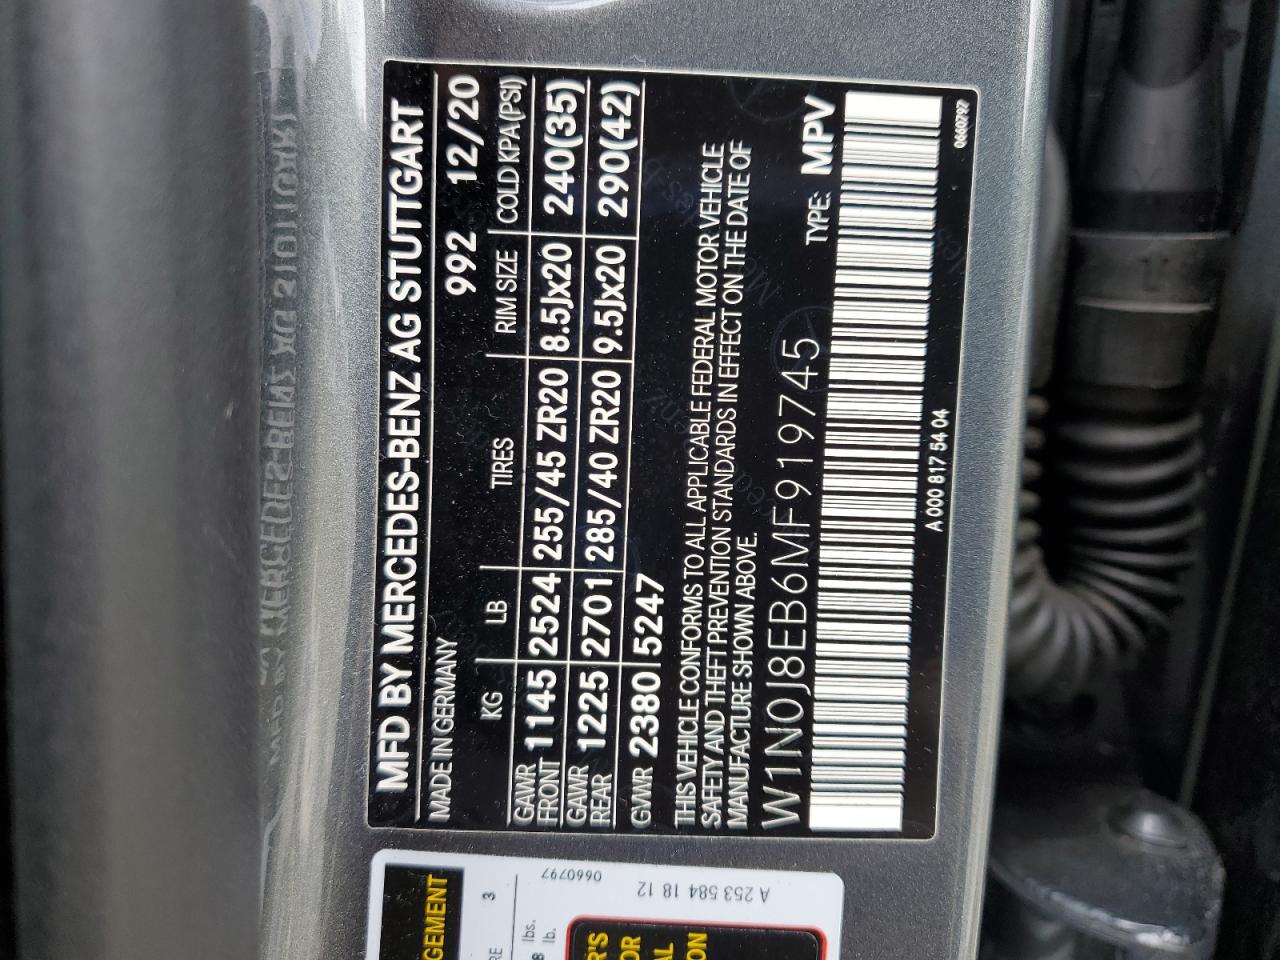 MFD BY MERCEDES-BENZ AG STUTTGART
MADE IN GERMANY 992 12/20
KG LB TIRES RIM SIZE COLD KPA(PSI)
GAWR FRONT 1145 2524 255/45 ZR20 8.5Jx20 240(35)
GAWR REAR 1225 2701 285/40 ZR20 9.5Jx20 290(42)
GVWR 2380 5247
THIS VEHICLE CONFORMS TO ALL APPLICABLE FEDERAL MOTOR VEHICLE
SAFETY AND THEFT PREVENTION STANDARDS IN EFFECT ON THE DATE OF
MANUFACTURE SHOWN ABOVE.
W1N0J8EB6MF919745 TYPE: MPV
A 000 817 54 04
0660797
GEMENT
3
lbs.
lb.
0660797
A 253 584 18 12